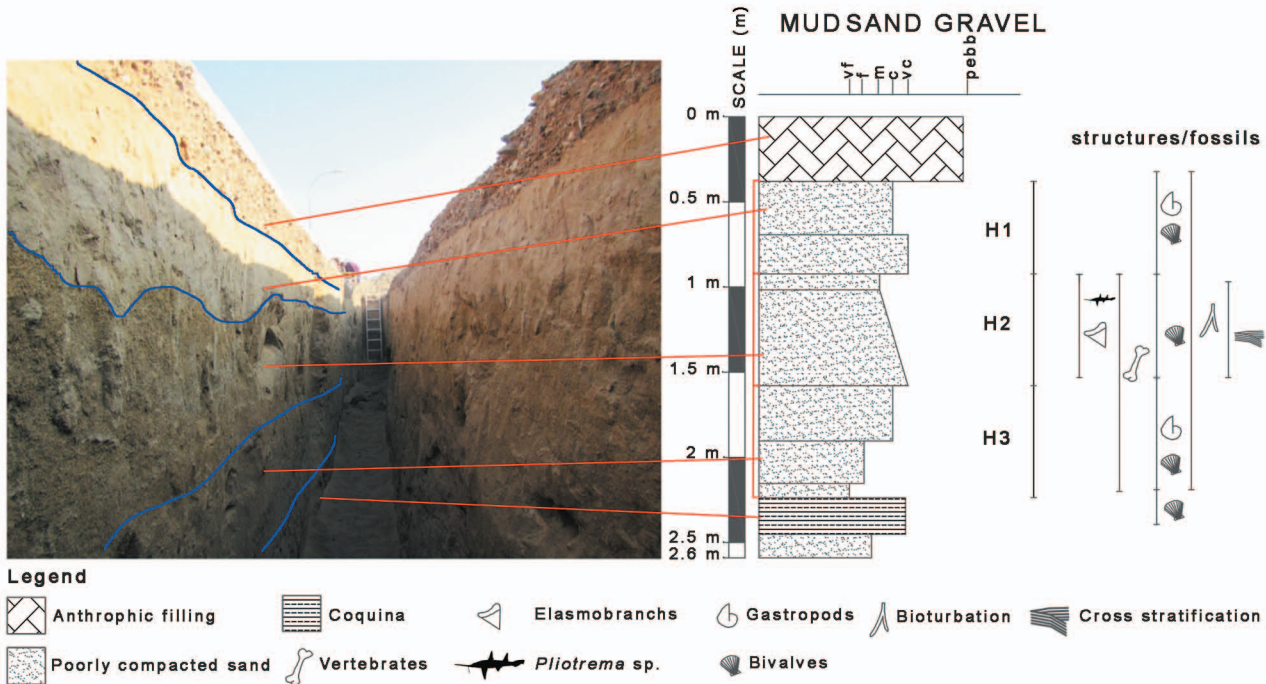 MUD SAND GRAVEL
SCALE (m)
vf
f
m
c
vc
pebb
structures/fossils
0 m
0.5 m
1 m
1.5 m
2 m
2.5 m
2.6 m
H1
H2
H3
Legend
Anthrophic filling
Coquina
Elasmobranchs
Gastropods
Bioturbation
Cross stratification
Poorly compacted sand
Vertebrates
Pliotrema sp.
Bivalves